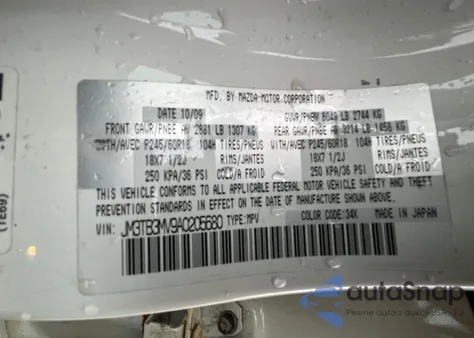 MFD. BY MAZDA MOTOR CORPORATION
DATE 10/09 GVWR/PNBV 6049 LB 2744 KG
FRONT GAWR/PNBE AV 2881 LB 1307 KG REAR GAWR/PNBE AR 3214 LB 1458 KG
WITH/AVEC P245/60R18 104H TIRES/PNEUS WITH/AVEC P245/60R18 104H TIRES/PNEUS
18X7 1/2J RIMS/JANTES 18X7 1/2J RIMS/JANTES
250 KPA/36 PSI COLD/A FROID 250 KPA/36 PSI COLD/A FROID
THIS VEHICLE CONFORMS TO ALL APPLICABLE FEDERAL MOTOR VEHICLE SAFETY, BUMPER, AND THEFT
PREVENTION STANDARDS IN EFFECT ON THE DATE OF MANUFACTURE SHOWN ABOVE.
VIN: JM3TB3MV9A0205680 TYPE: MPV COLOR CODE: 34K MADE IN JAPAN
(TE69)
autoSnap
Pewne auta z aukcji